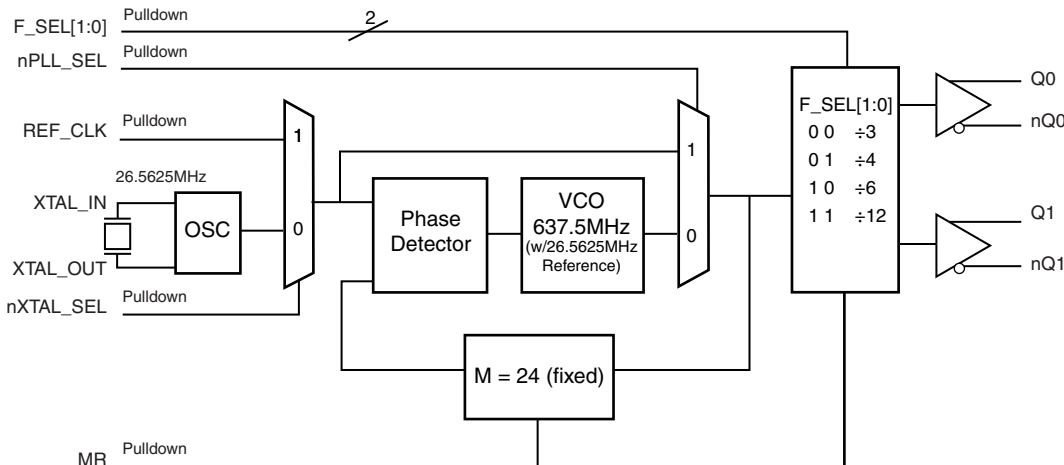 F_SEL[1:0] Pulldown 2
nPLL_SEL Pulldown
REF_CLK Pulldown
1
0
26.5625MHz
XTAL_IN
OSC
XTAL_OUT
nXTAL_SEL Pulldown
Phase
Detector
VCO
637.5MHz
(w/26.5625MHz
Reference)
1
0
M = 24 (fixed)
F_SEL[1:0]
0 0 ÷3
0 1 ÷4
1 0 ÷6
1 1 ÷12
Q0
nQ0
Q1
nQ1
MR Pulldown